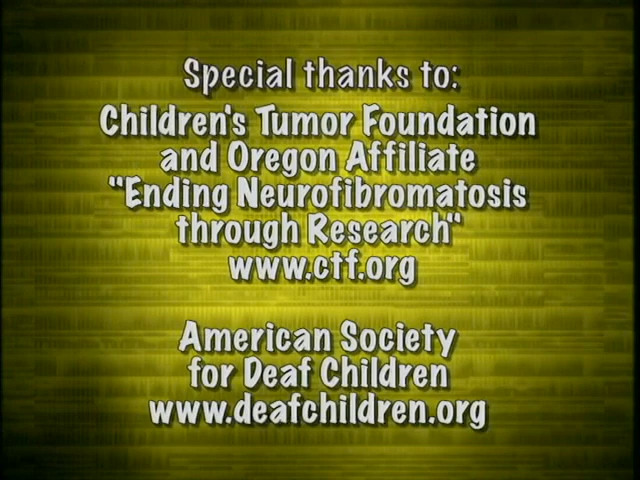 Special thanks to:
Children's Tumor Foundation
and Oregon Affiliate
"Ending Neurofibromatosis
through Research"
www.ctf.org
American Society
for Deaf Children
www.deafchildren.org